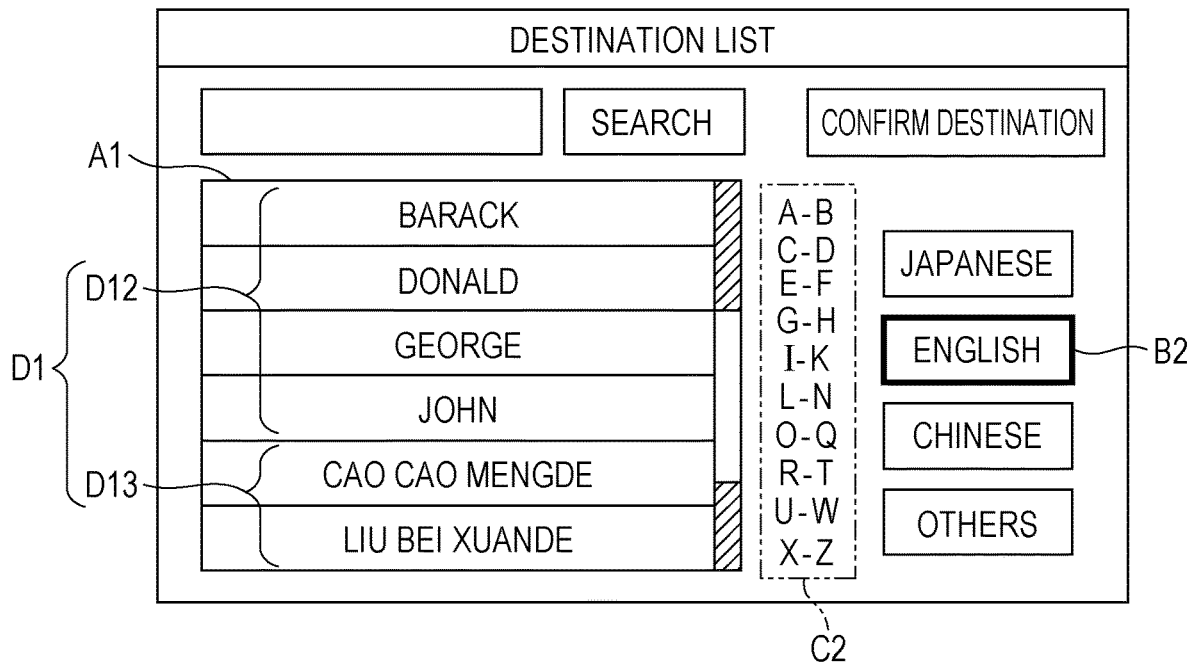 DESTINATION LIST
SEARCH
CONFIRM DESTINATION
A1
BARACK
DONALD
GEORGE
JOHN
CAO CAO MENGDE
LIU BEI XUANDE
D1
D12
D13
A-B
C-D
E-F
G-H
I-K
L-N
O-Q
R-T
U-W
X-Z
JAPANESE
ENGLISH
CHINESE
OTHERS
B2
C2